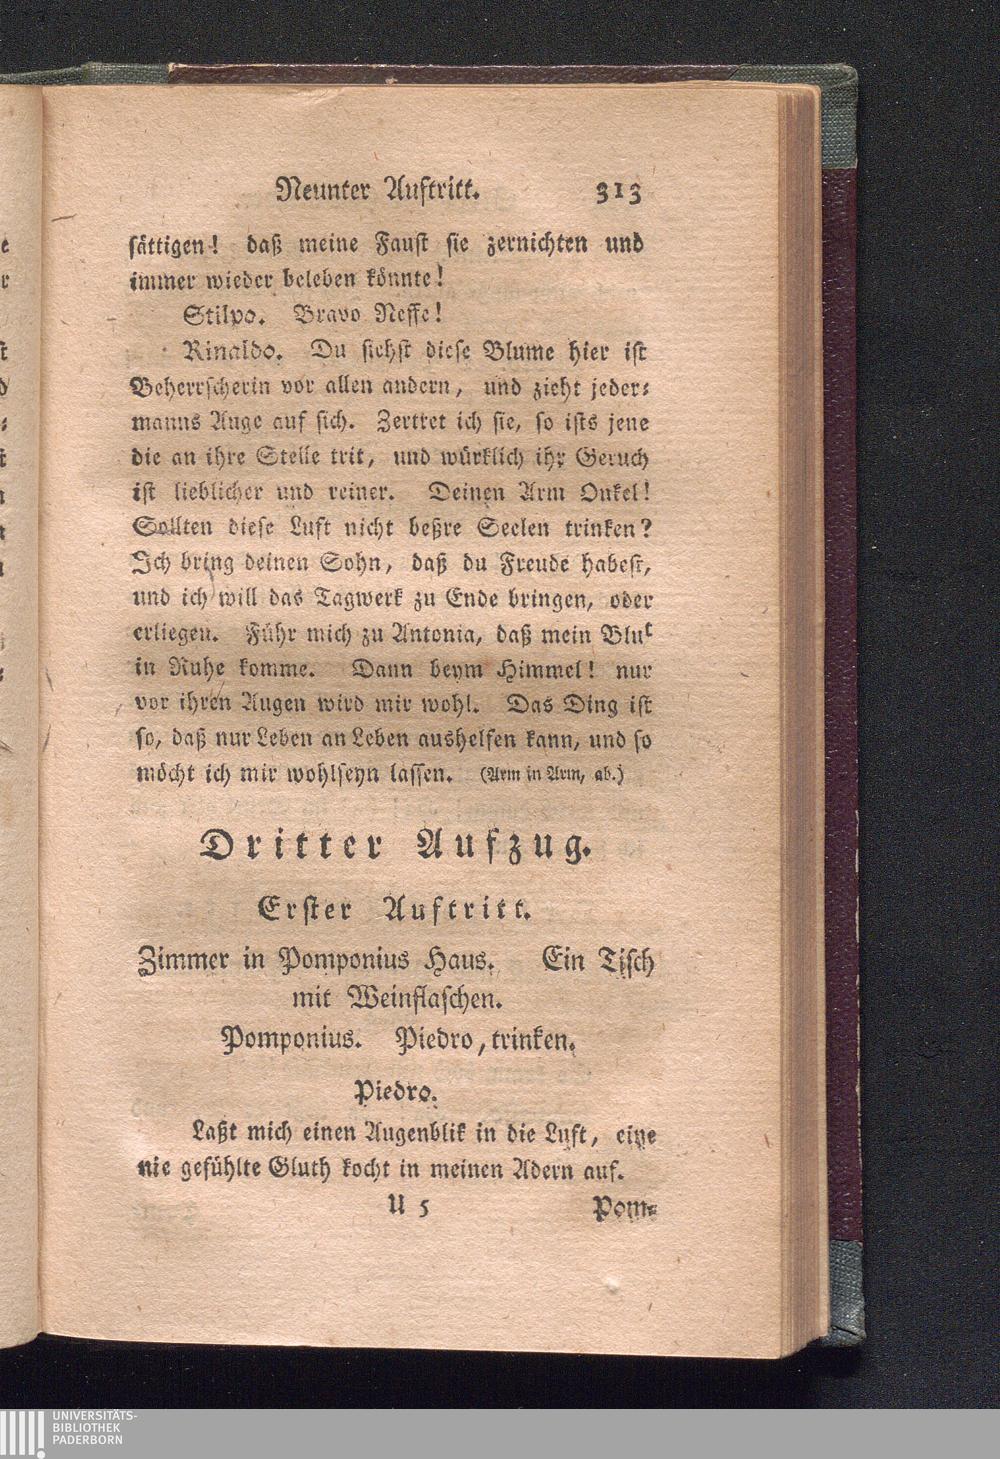 Neunter Auftritt. 313
sättigen! daß meine Faust sie zernichten und
immer wieder beleben könnte!
Stilpo. Bravo Neffe!
Rinaldo. Du siehst diese Blume hier ist
Beherrscherin vor allen andern, und zieht jeder⸗
manns Auge auf sich. Zertret ich sie, so ists jene
die an ihre Stelle trit, und würklich ihr Geruch
ist lieblicher und reiner. Deinen Arm Onkel!
Sollten diese Luft nicht beßre Seelen trinken?
Ich bring deinen Sohn, daß du Freude habest,
und ich will das Tagwerk zu Ende bringen, oder
erliegen. Führ mich zu Antonia, daß mein Blut
in Ruhe komme. Dann beym Himmel! nur
vor ihren Augen wird mir wohl. Das Ding ist
so, daß nur Leben an Leben aushelfen kann, und so
möcht ich mir wohlseyn lassen. (Arm in Arm, ab.)
Dritter Aufzug.
Erster Auftritt.
Zimmer in Pomponius Haus. Ein Tisch
mit Weinflaschen.
Pomponius. Piedro, trinken.
Piedro.
Laßt mich einen Augenblik in die Luft, eine
nie gefühlte Gluth kocht in meinen Adern auf.
U 5 Pom⸗
UNIVERSITÄTS-
BIBLIOTHEK
PADERBORN